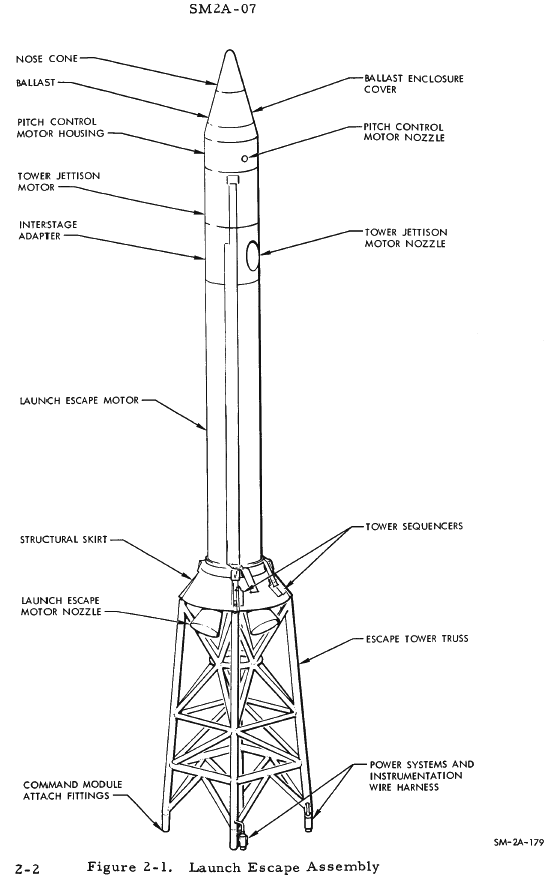 SM2A-07
NOSE CONE
BALLAST
BALLAST ENCLOSURE
COVER
PITCH CONTROL
MOTOR HOUSING
PITCH CONTROL
MOTOR NOZZLE
TOWER JETTISON
MOTOR
INTERSTAGE
ADAPTER
TOWER JETTISON
MOTOR NOZZLE
LAUNCH ESCAPE MOTOR
TOWER SEQUENCERS
STRUCTURAL SKIRT
LAUNCH ESCAPE
MOTOR NOZZLE
ESCAPE TOWER TRUSS
POWER SYSTEMS AND
INSTRUMENTATION
WIRE HARNESS
COMMAND MODULE
ATTACH FITTINGS
SM-2A-179
2-2 Figure 2-1. Launch Escape Assembly